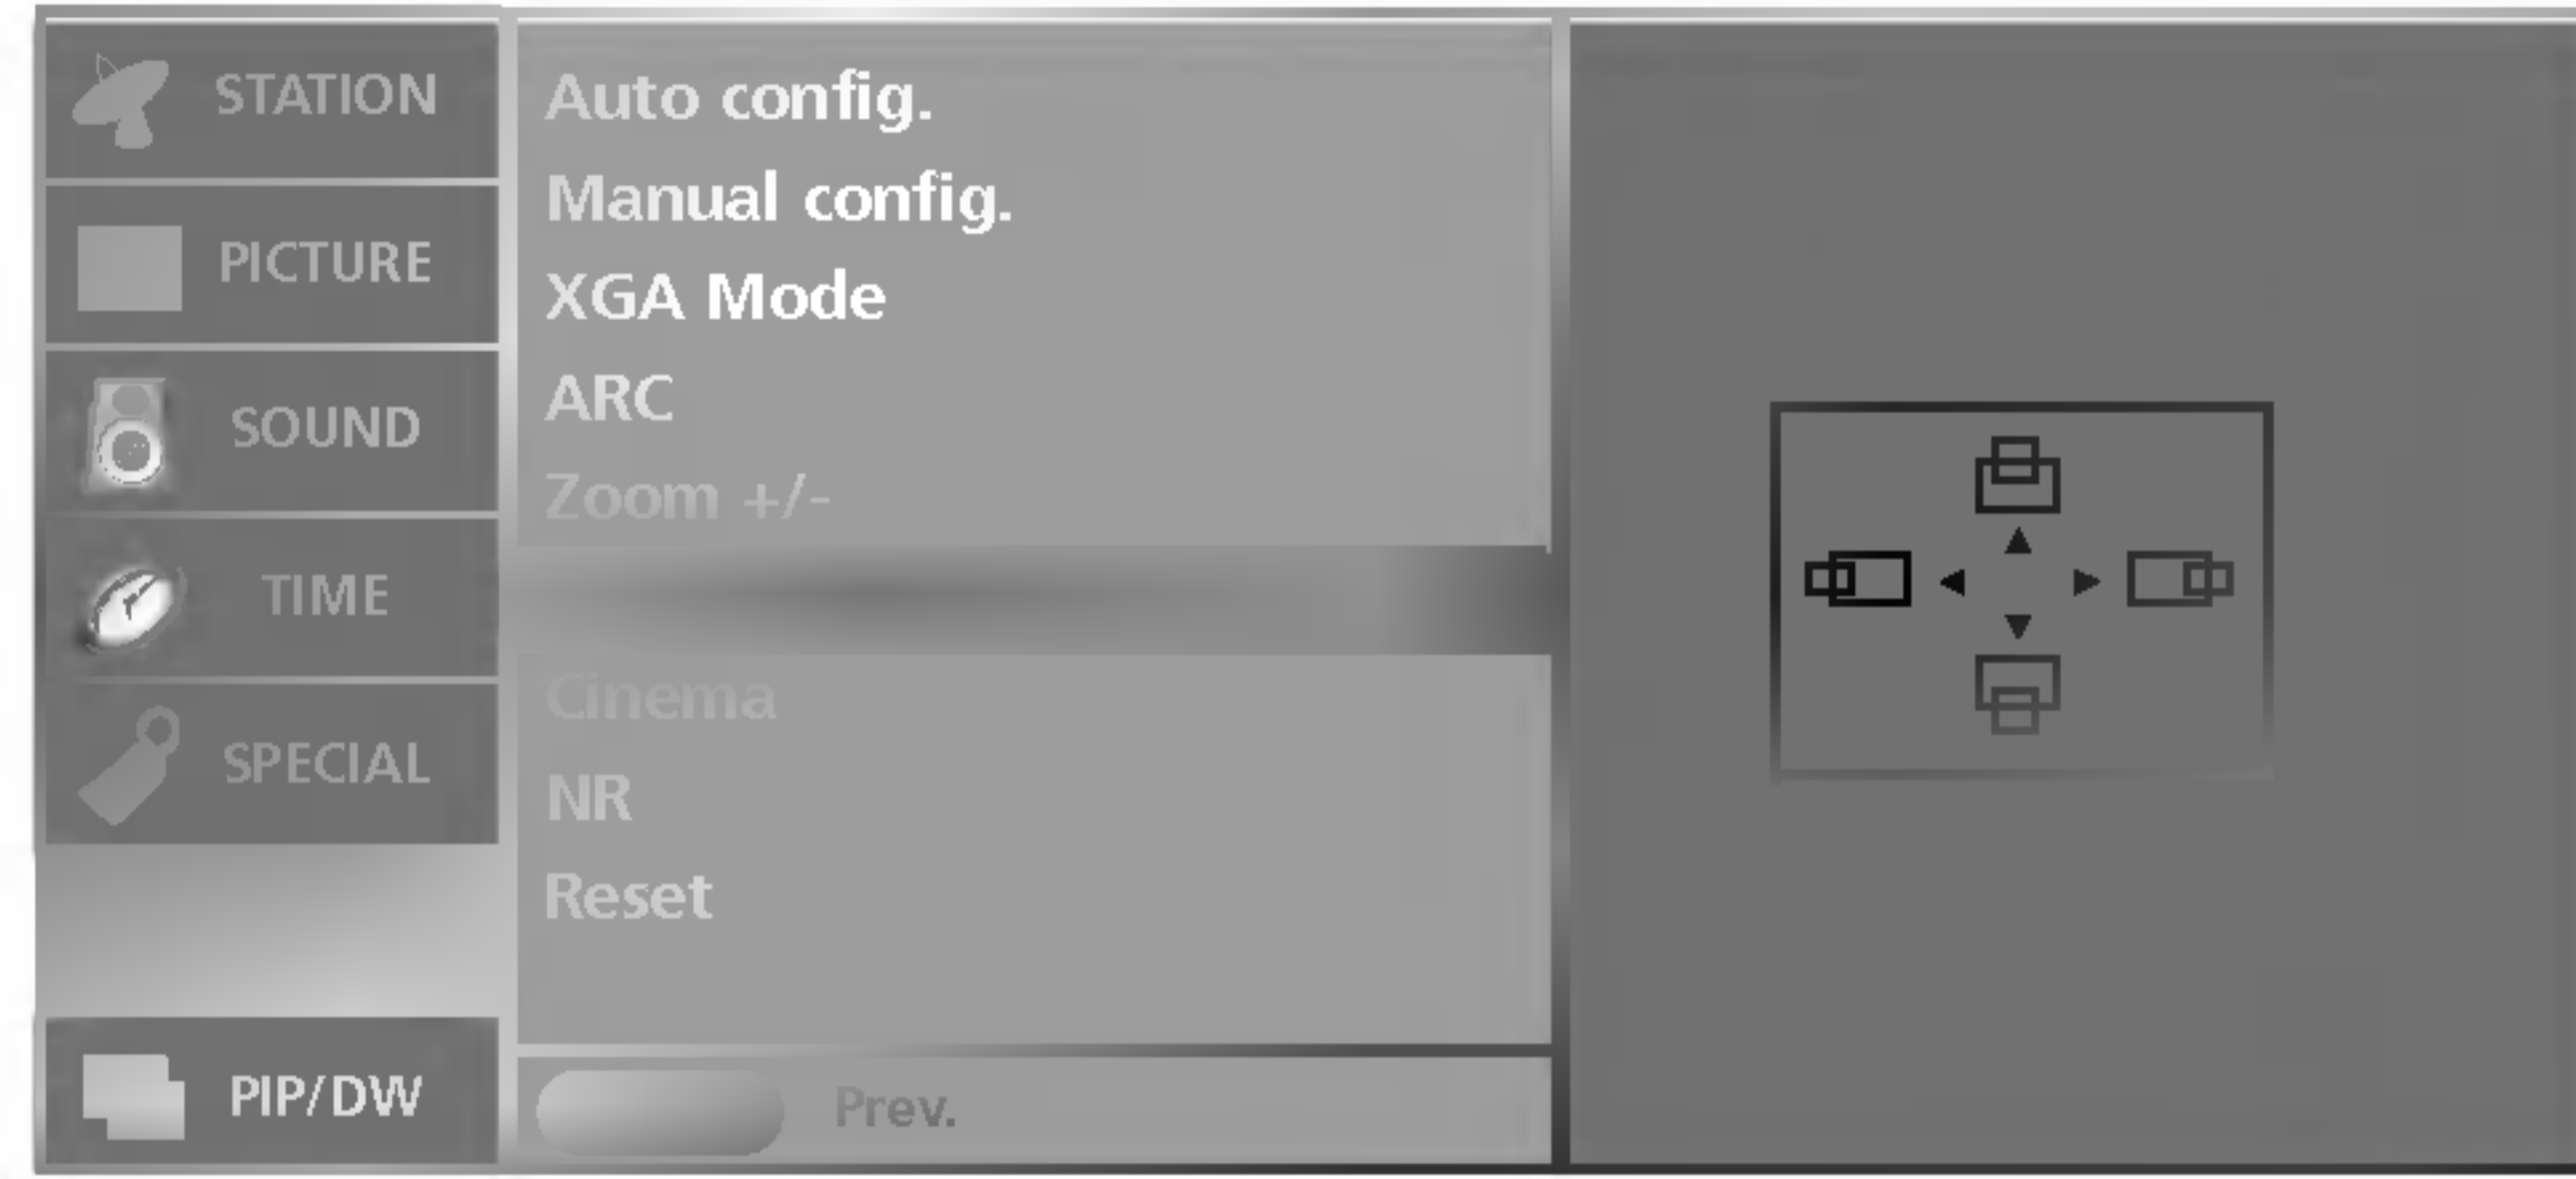 STATION
PICTURE
SOUND
TIME
SPECIAL
PIP/DW
Auto config.
Manual config.
XGA Mode
ARC
Zoom +/-
Cinema
NR
Reset
Prev.